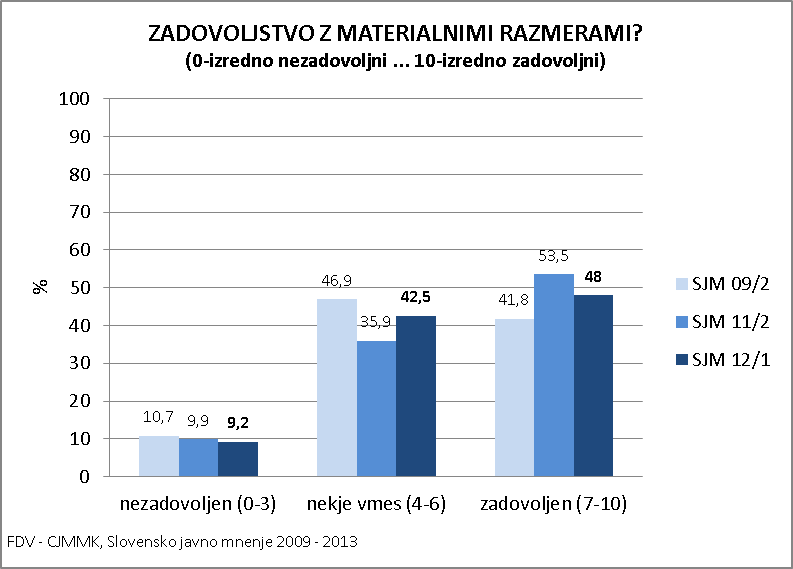 ZADOVOLJSTVO Z MATERIALNIMI RAZMERAMI?
(0-izredno nezadovoljni ... 10-izredno zadovoljni)
100
90
80
70
60
50
40
30
20
10
0
%
10,7
9,9
9,2
46,9
35,9
42,5
41,8
53,5
48
nezadovoljen (0-3)
nekje vmes (4-6)
zadovoljen (7-10)
SJM 09/2
SJM 11/2
SJM 12/1
FDV - CJMMK, Slovensko javno mnenje 2009 - 2013